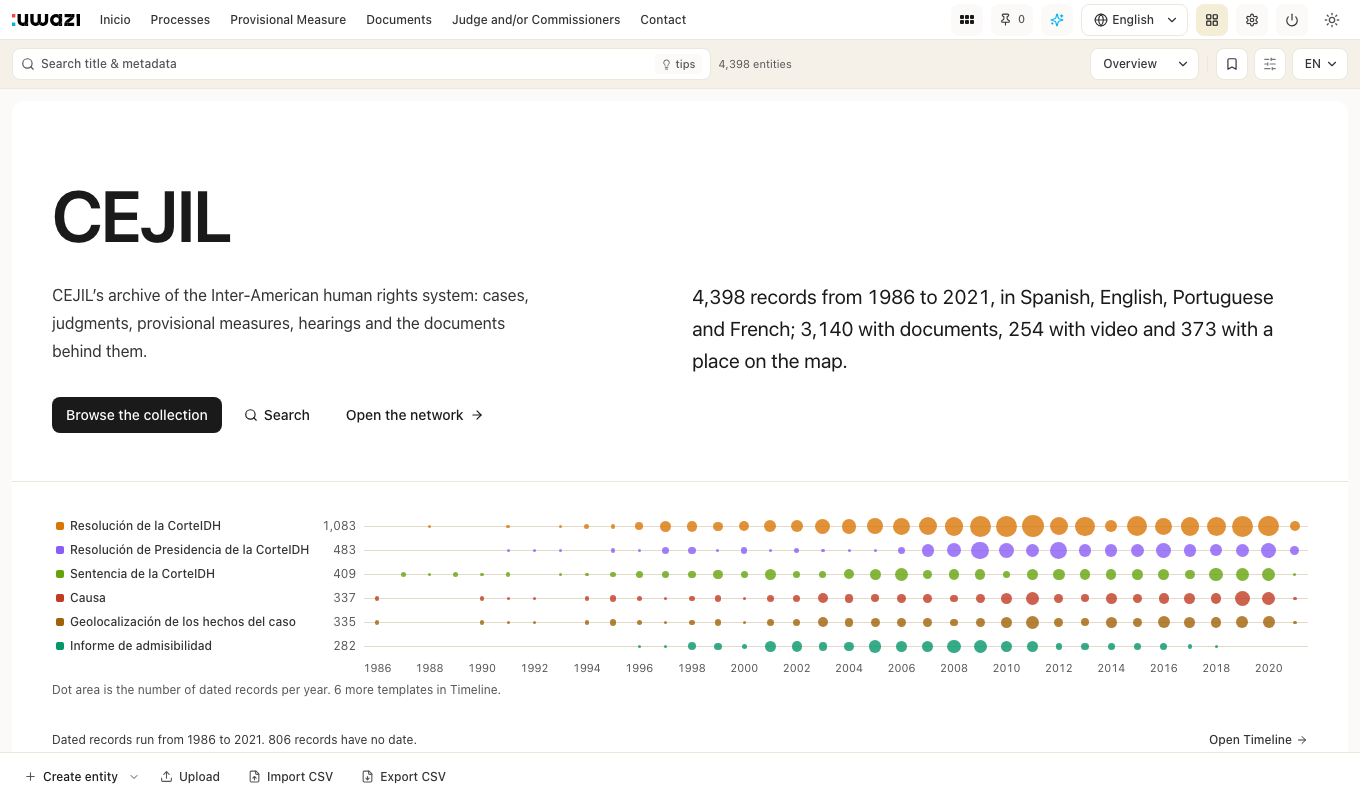 uwazi
Inicio
Processes
Provisional Measure
Documents
Judge and/or Commissioners
Contact
0
English
Search title & metadata
tips
4,398 entities
Overview
EN
CEJIL
CEJIL’s archive of the Inter-American human rights system: cases,
judgments, provisional measures, hearings and the documents
behind them.
4,398 records from 1986 to 2021, in Spanish, English, Portuguese
and French; 3,140 with documents, 254 with video and 373 with a
place on the map.
Browse the collection
Search
Open the network
Resolución de la CorteIDH 1,083
Resolución de Presidencia de la CorteIDH 483
Sentencia de la CorteIDH 409
Causa 337
Geolocalización de los hechos del caso 335
Informe de admisibilidad 282
1986 1988 1990 1992 1994 1996 1998 2000 2002 2004 2006 2008 2010 2012 2014 2016 2018 2020
Dot area is the number of dated records per year. 6 more templates in Timeline.
Dated records run from 1986 to 2021. 806 records have no date.
Open Timeline
Create entity
Upload
Import CSV
Export CSV